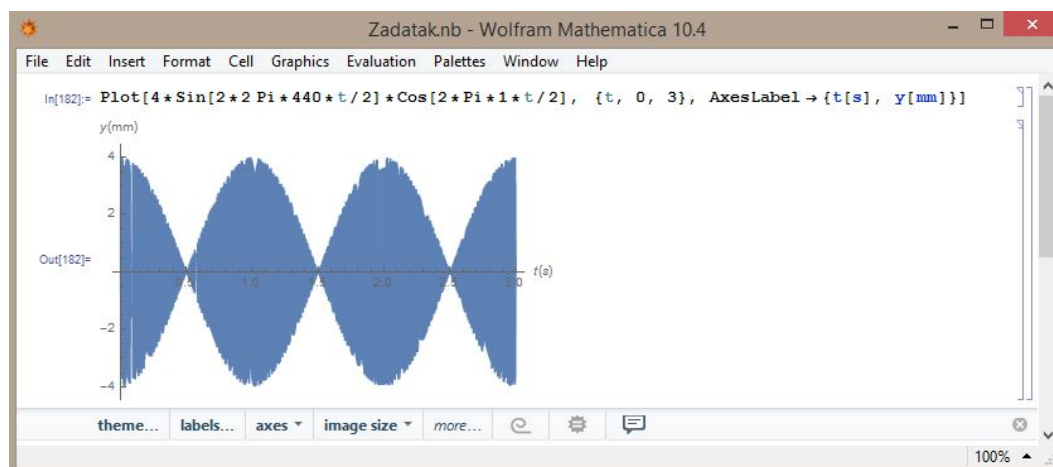 Zadatak.nb - Wolfram Mathematica 10.4
File Edit Insert Format Cell Graphics Evaluation Palettes Window Help
In[182]:= Plot[4*Sin[2*2 Pi*440*t/2]*Cos[2*Pi*1*t/2], {t, 0, 3}, AxesLabel→{t[s], y[mm]}]
y(mm)
4
2
Out[182]=
0.5 1.0 1.5 2.0 2.5 3.0 t(s)
-2
-4
theme... labels... axes image size more...
100%